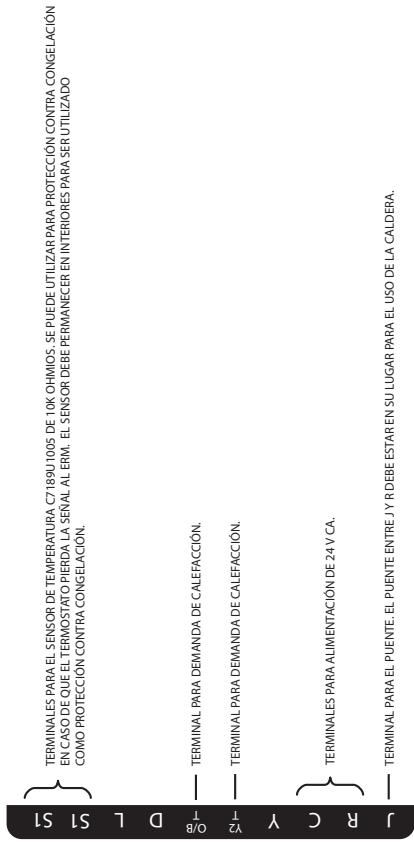 S1
S1
TERMINALES PARA EL SENSOR DE TEMPERATURA C7189U1005 DE 10K OHMIOS. SE PUEDE UTILIZAR PARA PROTECCIÓN CONTRA CONGELACIÓN
EN CASO DE QUE EL TERMOSTATO PIERDA LA SEÑAL AL ERM. EL SENSOR DEBE PERMANECER EN INTERIORES PARA SER UTILIZADO
COMO PROTECCIÓN CONTRA CONGELACIÓN.
L
D
O/B
T
TERMINAL PARA DEMANDA DE CALEFACCIÓN.
Y2
T
TERMINAL PARA DEMANDA DE CALEFACCIÓN.
Y
C
R
TERMINALES PARA ALIMENTACIÓN DE 24 V CA.
J
TERMINAL PARA EL PUENTE. EL PUENTE ENTRE J Y R DEBE ESTAR EN SU LUGAR PARA EL USO DE LA CALDERA.